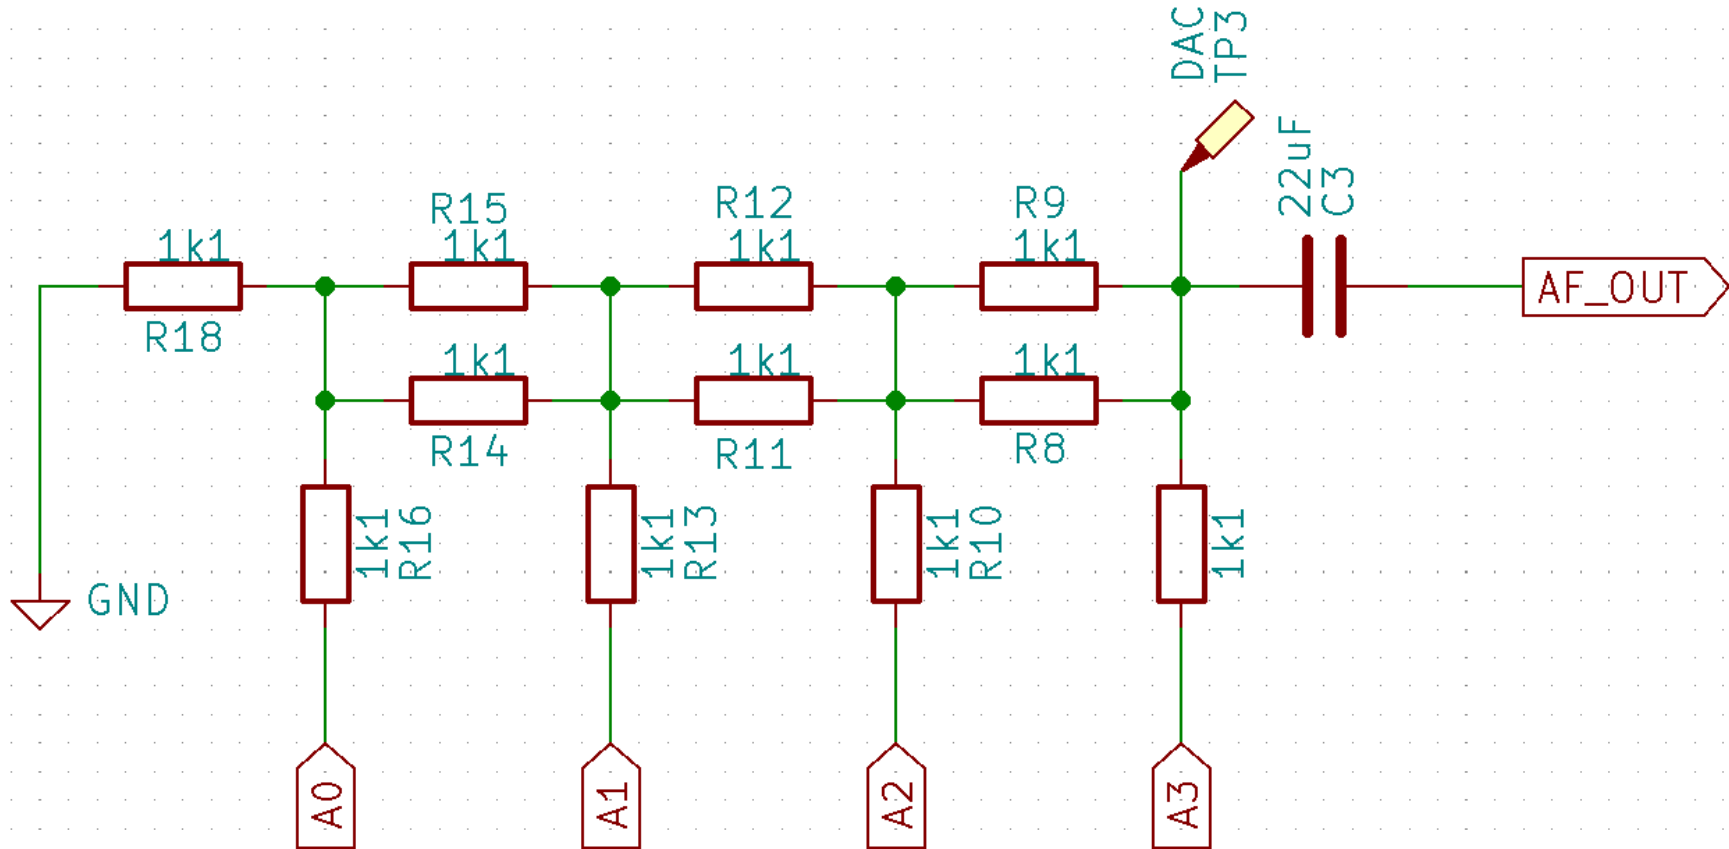 DAC
TP3
22uF
C3
R15
R12
R9
1k1
1k1
1k1
1k1
AF_OUT
R18
1k1
1k1
1k1
R14
R11
R8
1k1
R16
1k1
R13
1k1
R10
1k1
GND
A0
A1
A2
A3